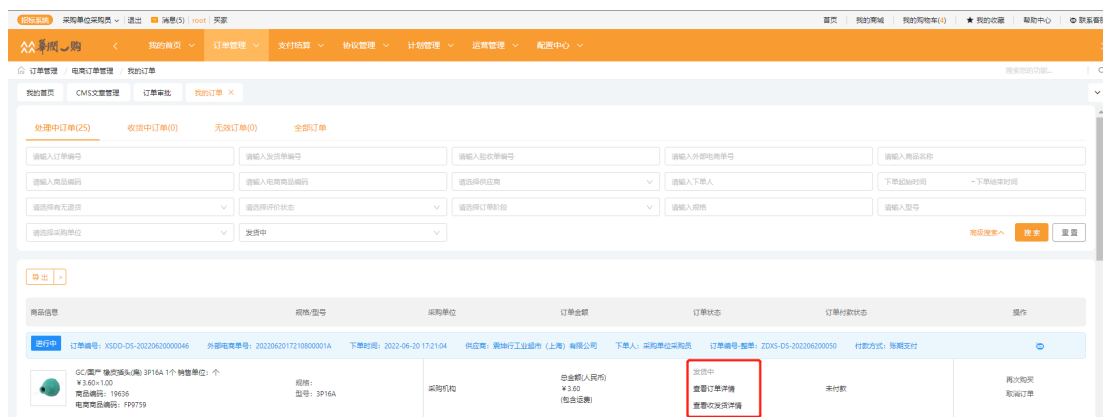 招标系统 采购单位采购员 退出 消息(5) root 买家 首页 我的商城 我的购物车(4) ★ 我的收藏 帮助中心 联系客
华润一购 < 我的首页 订单管理 支付结算 协议管理 计划管理 运营管理 配置中心
订单管理 / 电商订单管理 / 我的订单 搜索您的功能...
我的首页 CMS文章管理 订单审批 我的订单 ×
处理中订单(25) 收货中订单(0) 无效订单(0) 全部订单
请输入订单编号 请输入发货单编号 请输入验收单编号 请输入外部电商单号 请输入商品名称
请输入商品编码 请输入电商商品编码 请选择供应商 请输入下单人 下单起始时间 ~下单结束时间
请选择有无退货 请选择评价状态 请选择订单阶段 请输入规格 请输入型号
请选择采购单位 发货中 高级搜索 搜索 重置
导出
商品信息 规格/型号 采购单位 订单金额 订单状态 订单付款状态 操作
进行中 订单编号：XSDD-DS-20220620000046 外部电商单号：2022062017210800001A 下单时间：2022-06-20 17:21:04 供应商：震坤行工业超市（上海）有限公司 下单人：采购单位采购员 订单编号-整单：ZDXS-DS-202206200050 付款方式：账期支付
GC/国产 橡皮插头(扁) 3P16A 1个 销售单位：个
¥3.60×1.00
商品编码：19636
电商商品编码：FP9759
规格：
型号：3P16A
采购机构
总金额(人民币)
¥3.60
(包含运费)
发货中
查看订单详情
查看收发货详情
未付款
再次购买
取消订单